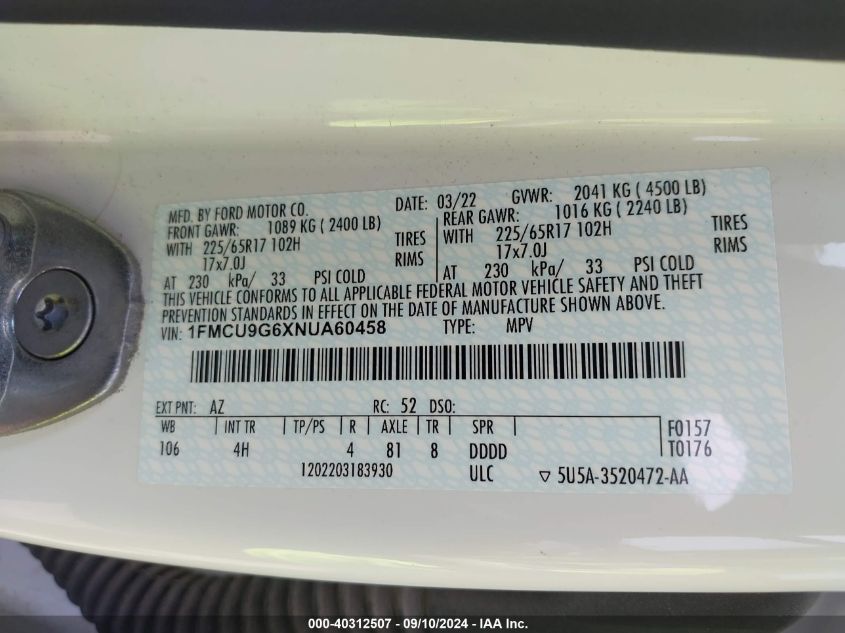 MFD. BY FORD MOTOR CO. DATE: 03/22 GVWR: 2041 KG ( 4500 LB)
FRONT GAWR: 1089 KG ( 2400 LB) REAR GAWR: 1016 KG ( 2240 LB)
WITH 225/65R17 102H TIRES WITH 225/65R17 102H TIRES
17x7.0J RIMS 17x7.0J RIMS
AT 230 kPa/ 33 PSI COLD AT 230 kPa/ 33 PSI COLD
THIS VEHICLE CONFORMS TO ALL APPLICABLE FEDERAL MOTOR VEHICLE SAFETY AND THEFT
PREVENTION STANDARDS IN EFFECT ON THE DATE OF MANUFACTURE SHOWN ABOVE.
VIN: 1FMCU9G6XNUA60458 TYPE: MPV
EXT PNT: AZ RC: 52 DSO:
WB INT TR TP/PS R AXLE TR SPR F0157
106 4H 4 81 8 DDDD T0176
1202203183930 ULC ▽ 5U5A-3520472-AA
000-40312507 - 09/10/2024 - IAA Inc.